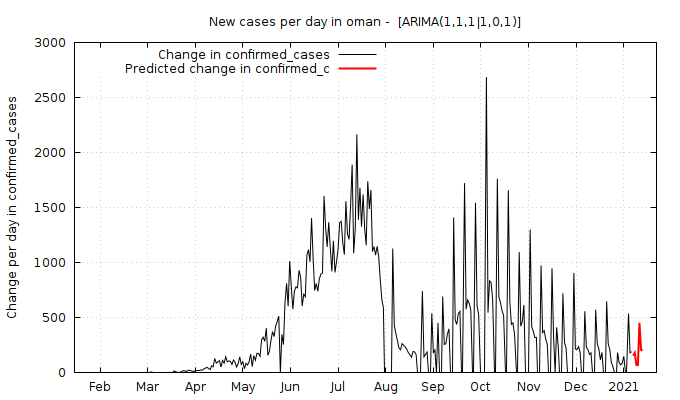 New cases per day in oman - [ARIMA(1,1,1|1,0,1)]
Change in confirmed_cases
Predicted change in confirmed_c
Change per day in confirmed_cases
3000
2500
2000
1500
1000
500
0
Feb Mar Apr May Jun Jul Aug Sep Oct Nov Dec 2021